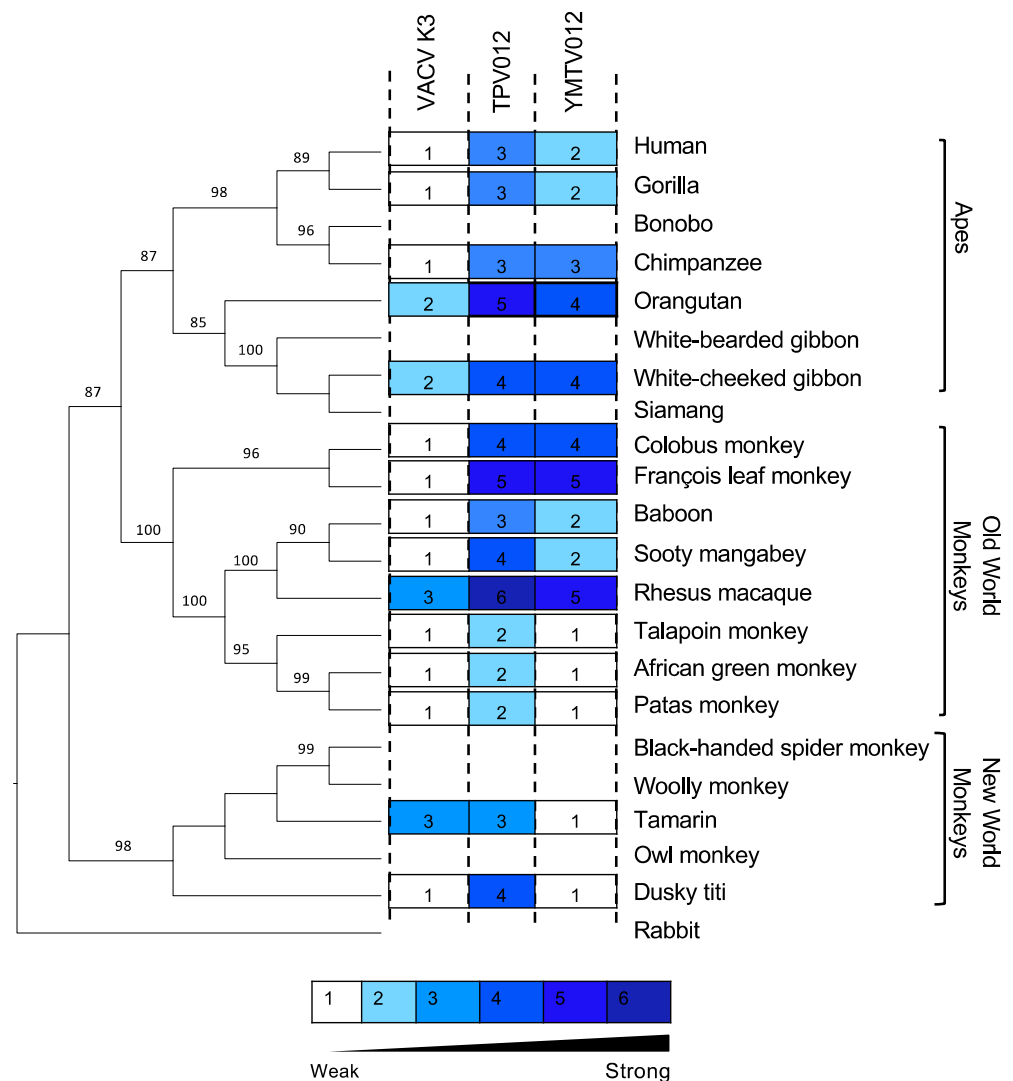 VACV K3 TPV012 YMTV012
89 1 3 2 Human
98 1 3 2 Gorilla
Bonobo
96 1 3 3 Chimpanzee
87 2 5 4 Orangutan
85 White-bearded gibbon
100 2 4 4 White-cheeked gibbon
Siamang
87
96 1 4 4 Colobus monkey
1 5 5 François leaf monkey
100 90 1 3 2 Baboon
100 1 4 2 Sooty mangabey
100 3 6 5 Rhesus macaque
95 1 2 1 Talapoin monkey
99 1 2 1 African green monkey
1 2 1 Patas monkey
99 Black-handed spider monkey
Woolly monkey
3 3 1 Tamarin
98 Owl monkey
1 4 1 Dusky titi
Rabbit
Apes
Old World
Monkeys
New World
Monkeys
1 2 3 4 5 6
Weak Strong